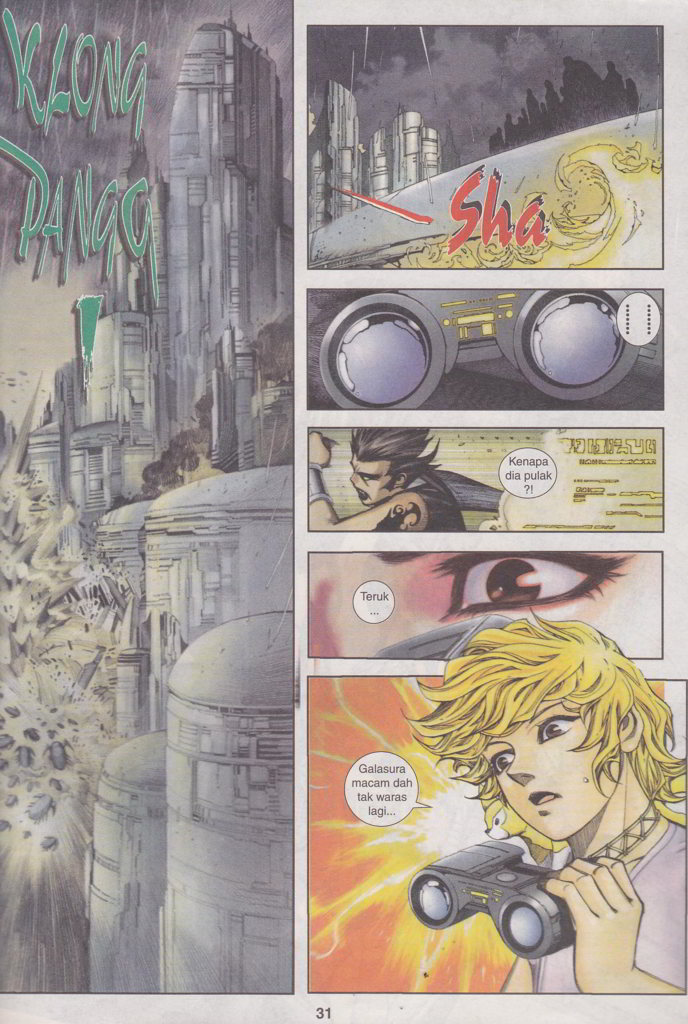 KLONG
PANGG
!
Sha
Kenapa
dia pulak
?!
Teruk
...
Galasura
macam dah
tak waras
lagi...
31